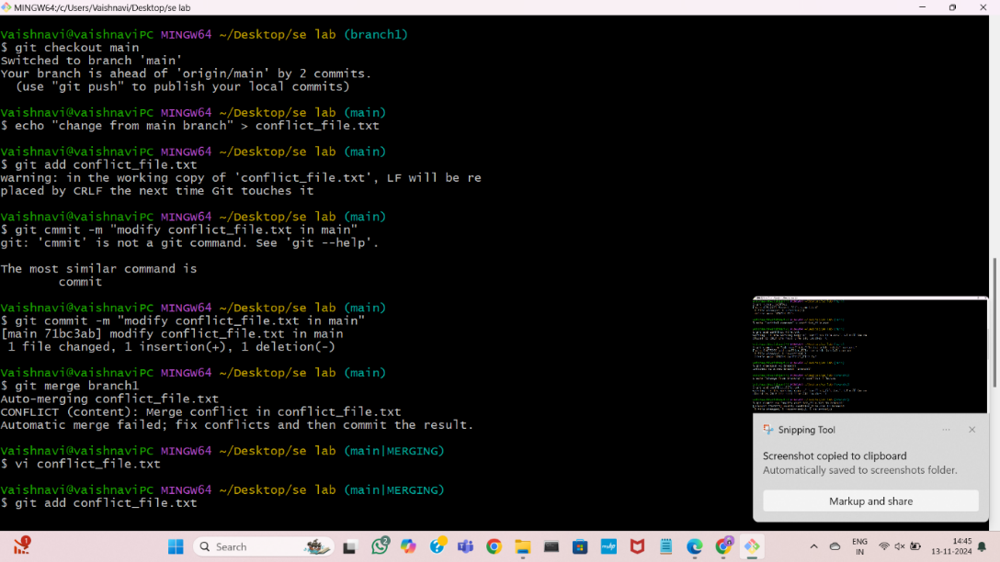 MINGW64:/c/Users/Vaishnavi/Desktop/se lab
Vaishnavi@vaishnaviPC MINGW64 ~/Desktop/se lab (branch1)
$ git checkout main
Switched to branch 'main'
Your branch is ahead of 'origin/main' by 2 commits.
  (use "git push" to publish your local commits)
Vaishnavi@vaishnaviPC MINGW64 ~/Desktop/se lab (main)
$ echo "change from main branch" > conflict_file.txt
Vaishnavi@vaishnaviPC MINGW64 ~/Desktop/se lab (main)
$ git add conflict_file.txt
warning: in the working copy of 'conflict_file.txt', LF will be re
placed by CRLF the next time Git touches it
Vaishnavi@vaishnaviPC MINGW64 ~/Desktop/se lab (main)
$ git cmmit -m "modify conflict_file.txt in main"
git: 'cmmit' is not a git command. See 'git --help'.
The most similar command is
        commit
Vaishnavi@vaishnaviPC MINGW64 ~/Desktop/se lab (main)
$ git commit -m "modify conflict_file.txt in main"
[main 71bc3ab] modify conflict_file.txt in main
 1 file changed, 1 insertion(+), 1 deletion(-)
Vaishnavi@vaishnaviPC MINGW64 ~/Desktop/se lab (main)
$ git merge branch1
Auto-merging conflict_file.txt
CONFLICT (content): Merge conflict in conflict_file.txt
Automatic merge failed; fix conflicts and then commit the result.
Vaishnavi@vaishnaviPC MINGW64 ~/Desktop/se lab (main|MERGING)
$ vi conflict_file.txt
Vaishnavi@vaishnaviPC MINGW64 ~/Desktop/se lab (main|MERGING)
$ git add conflict_file.txt
Snipping Tool
Screenshot copied to clipboard
Automatically saved to screenshots folder.
Markup and share
Search
ENG
IN
14:45
13-11-2024